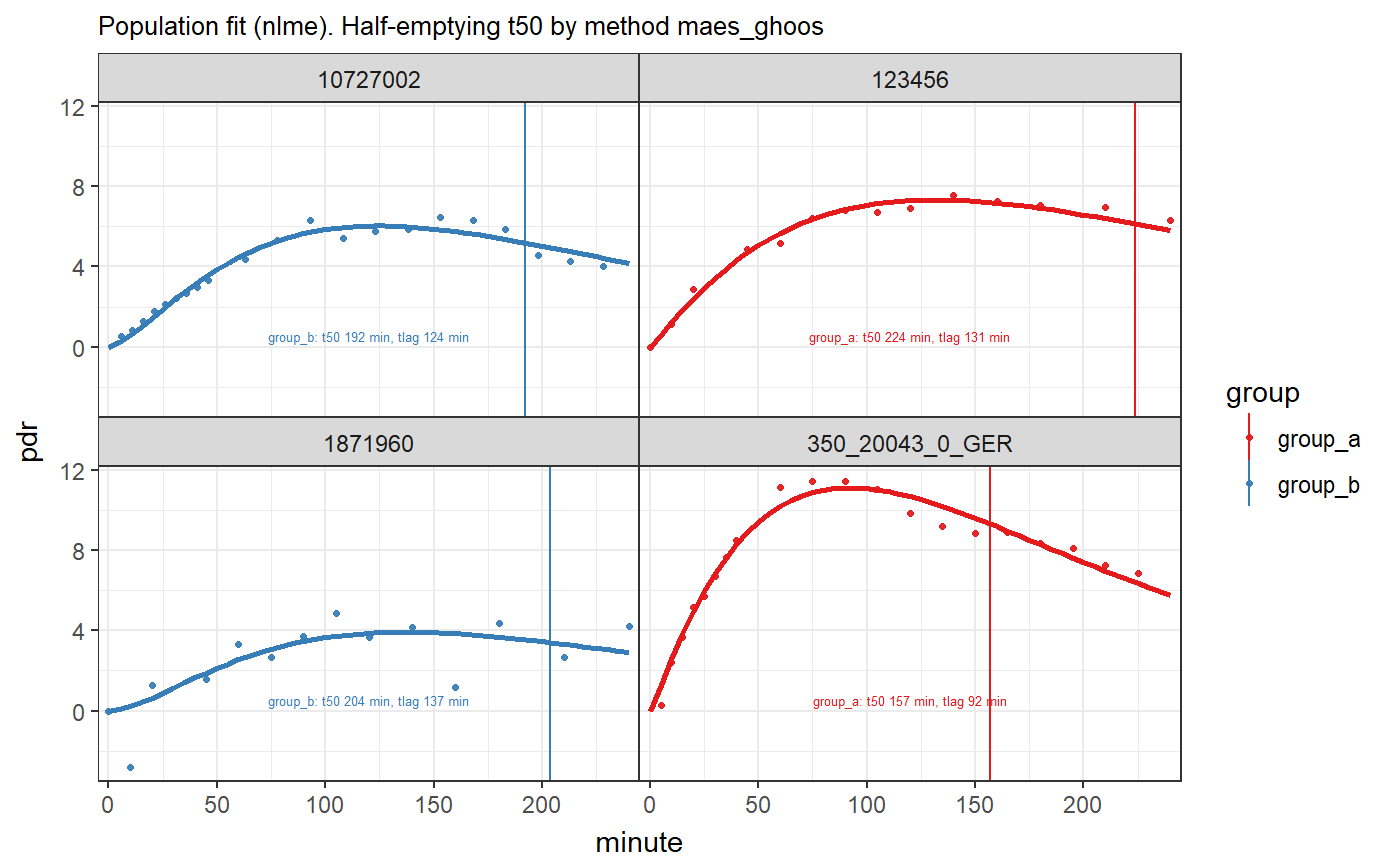 Population fit (nlme). Half-emptying t50 by method maes_ghoos
10727002
123456
12
8
4
0
group_b: t50 192 min, tlag 124 min
group_a: t50 224 min, tlag 131 min
pdr
1871960
350_20043_0_GER
12
8
4
0
group_b: t50 204 min, tlag 137 min
group_a: t50 157 min, tlag 92 min
0 50 100 150 200 0 50 100 150 200
minute
group
group_a
group_b